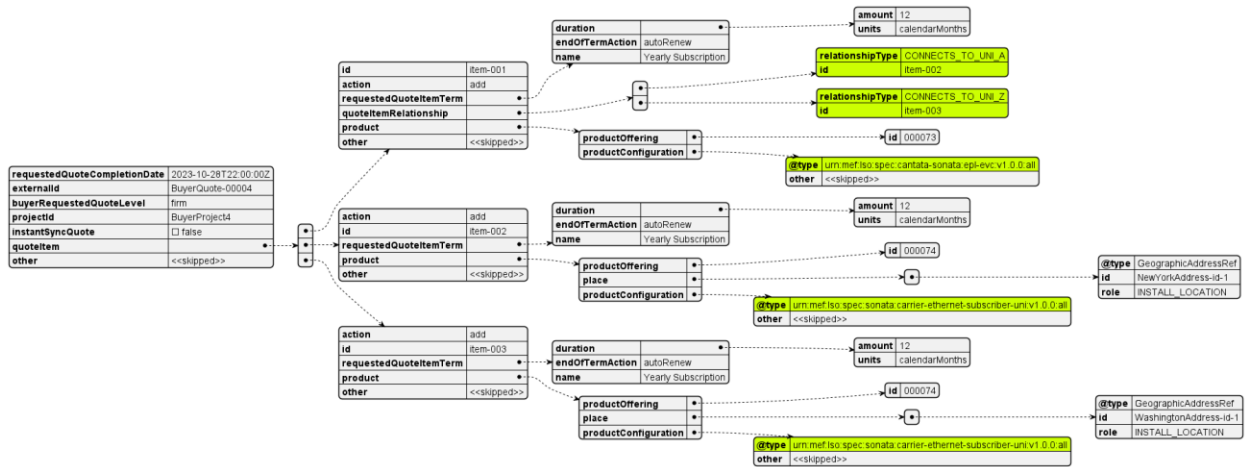 requestedQuoteCompletionDate 2023-10-28T22:00:00Z
externalId BuyerQuote-00004
buyerRequestedQuoteLevel firm
projectId BuyerProject4
instantSyncQuote ☐ false
quoteItem
other <<skipped>>
id item-001
action add
requestedQuoteItemTerm
quoteItemRelationship
product
other <<skipped>>
duration
endOfTermAction autoRenew
name Yearly Subscription
amount 12
units calendarMonths
relationshipType CONNECTS_TO_UNI_A
id item-002
relationshipType CONNECTS_TO_UNI_Z
id item-003
productOffering
productConfiguration
id 000073
@type urn:mef:lso:spec:cantata-sonata:epl-evc:v1.0.0:all
other <<skipped>>
action add
id item-002
requestedQuoteItemTerm
product
other <<skipped>>
duration
endOfTermAction autoRenew
name Yearly Subscription
amount 12
units calendarMonths
productOffering
place
productConfiguration
id 000074
@type GeographicAddressRef
id NewYorkAddress-id-1
role INSTALL_LOCATION
@type urn:mef:lso:spec:sonata:carrier-ethernet-subscriber-uni:v1.0.0:all
other <<skipped>>
action add
id item-003
requestedQuoteItemTerm
product
other <<skipped>>
duration
endOfTermAction autoRenew
name Yearly Subscription
amount 12
units calendarMonths
productOffering
place
productConfiguration
id 000074
@type GeographicAddressRef
id WashingtonAddress-id-1
role INSTALL_LOCATION
@type urn:mef:lso:spec:sonata:carrier-ethernet-subscriber-uni:v1.0.0:all
other <<skipped>>